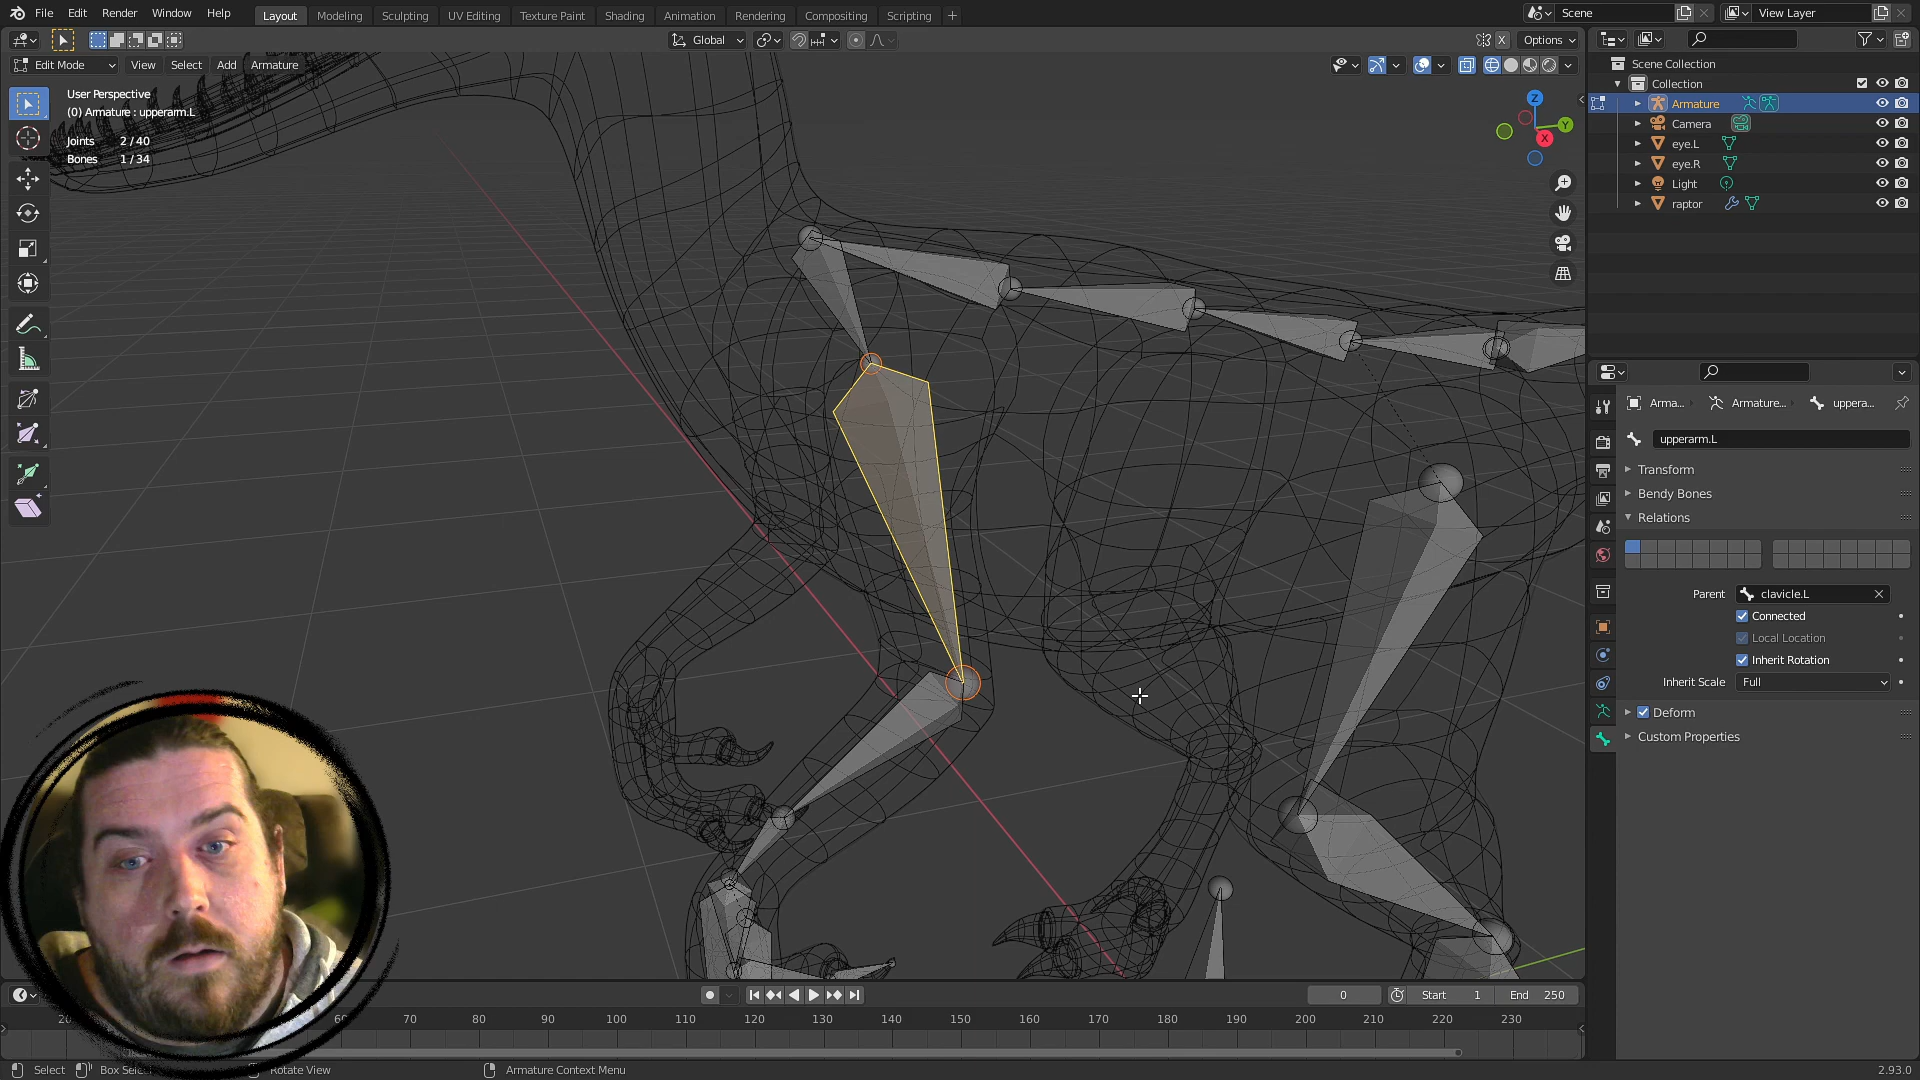 File Edit Render Window Help Layout Modeling Sculpting UV Editing Texture Paint Shading Animation Rendering Compositing Scripting + Scene View Layer
Global X Options
Edit Mode View Select Add Armature
User Perspective
(0) Armature : upperarm.L
Joints 2/40
Bones 1/34
Z
Y
X
Scene Collection
Collection
Armature
Camera
eye.L
eye.R
Light
raptor
Arma... Armature... uppera...
upperarm.L
Transform
Bendy Bones
Relations
Parent clavicle.L
Connected
Local Location
Inherit Rotation
Inherit Scale Full
Deform
Custom Properties
0 Start 1 End 250
60 70 80 90 100 110 120 130 140 150 160 170 180 190 200 210 220 230
Select Box Select Rotate View Armature Context Menu 2.93.0